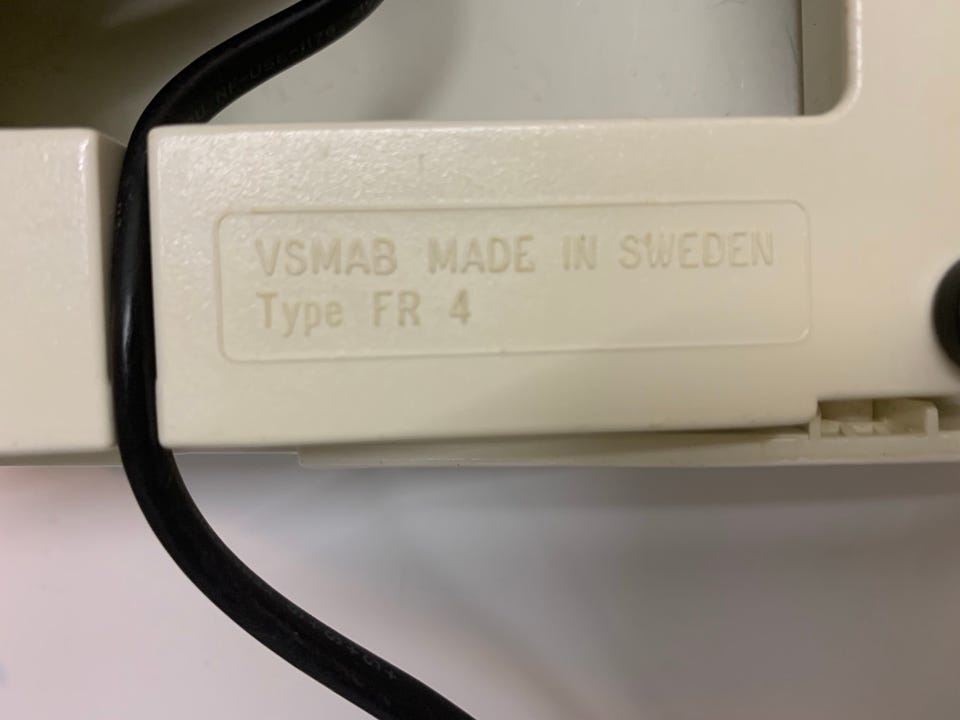 VSMAB MADE IN SWEDEN
Type FR 4